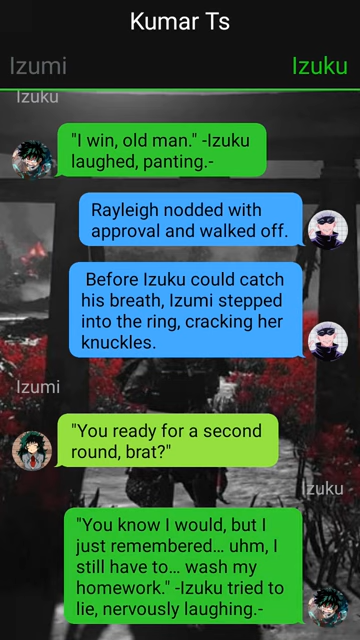 Kumar Ts
Izumi
Izuku
Izuku
"I win, old man." -Izuku
laughed, panting.-
Rayleigh nodded with
approval and walked off.
Before Izuku could catch
his breath, Izumi stepped
into the ring, cracking her
knuckles.
Izumi
"You ready for a second
round, brat?"
Izuku
"You know I would, but I
just remembered... uhm, I
still have to... wash my
homework." -Izuku tried to
lie, nervously laughing.-